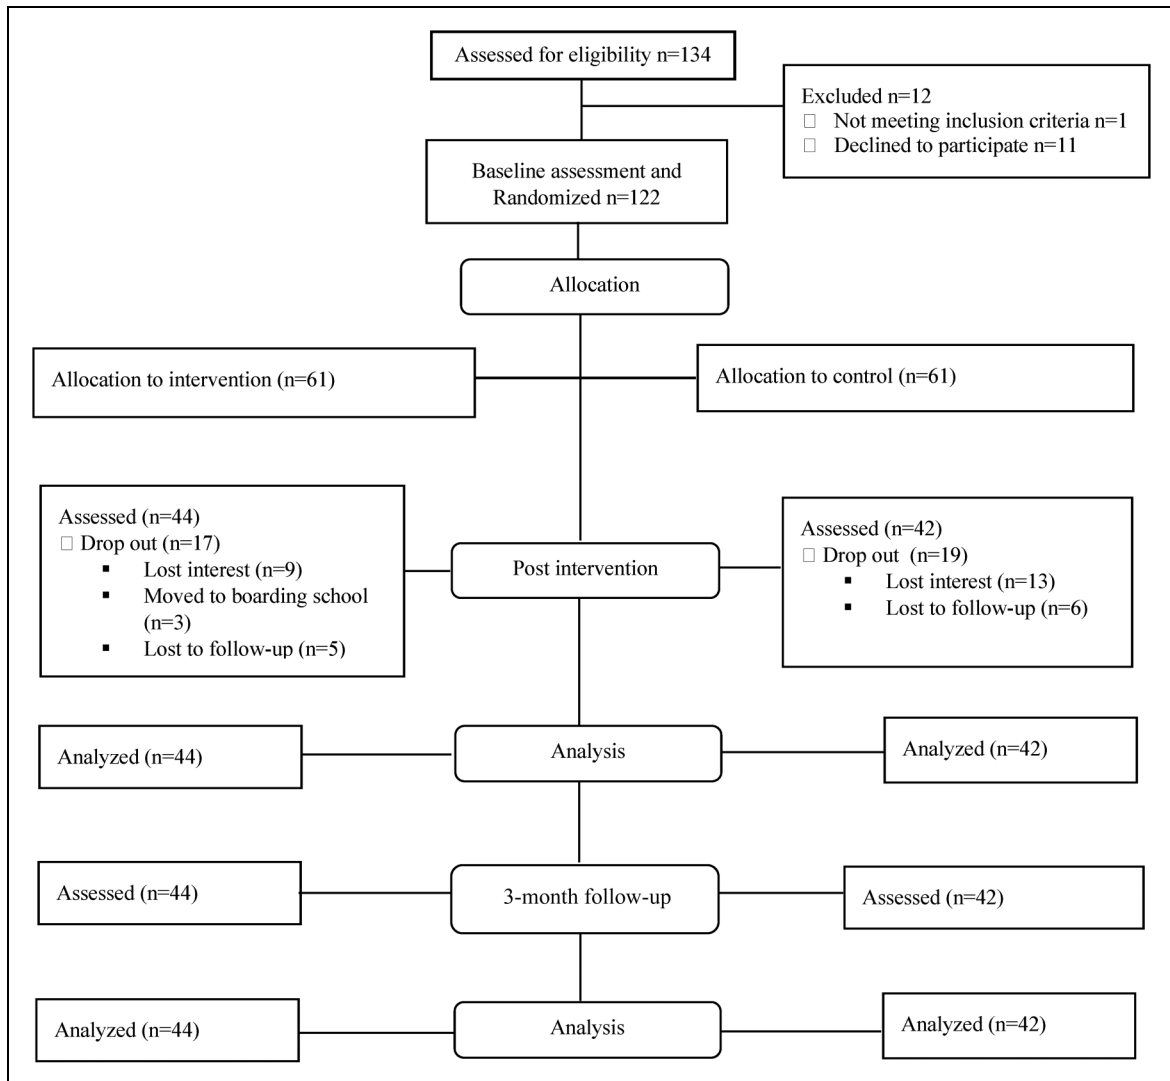 Assessed for eligibility n=134
Excluded n=12
Not meeting inclusion criteria n=1
Declined to participate n=11
Baseline assessment and
Randomized n=122
Allocation
Allocation to intervention (n=61)
Allocation to control (n=61)
Assessed (n=44)
Drop out (n=17)
Lost interest (n=9)
Moved to boarding school
(n=3)
Lost to follow-up (n=5)
Post intervention
Assessed (n=42)
Drop out (n=19)
Lost interest (n=13)
Lost to follow-up (n=6)
Analyzed (n=44)
Analysis
Analyzed (n=42)
Assessed (n=44)
3-month follow-up
Assessed (n=42)
Analyzed (n=44)
Analysis
Analyzed (n=42)